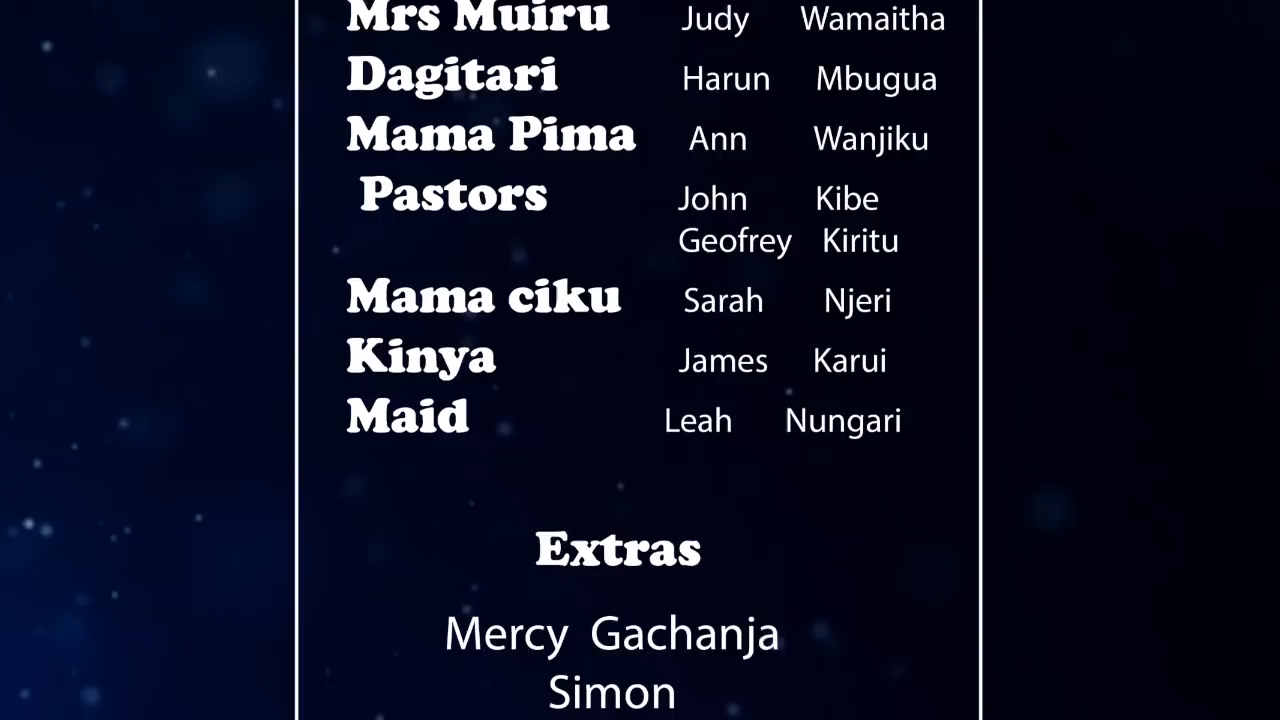 Mrs Muiru Judy Wamaitha
Dagitari Harun Mbugua
Mama Pima Ann Wanjiku
Pastors John Kibe
Geofrey Kiritu
Mama ciku Sarah Njeri
Kinya James Karui
Maid Leah Nungari
Extras
Mercy Gachanja
Simon